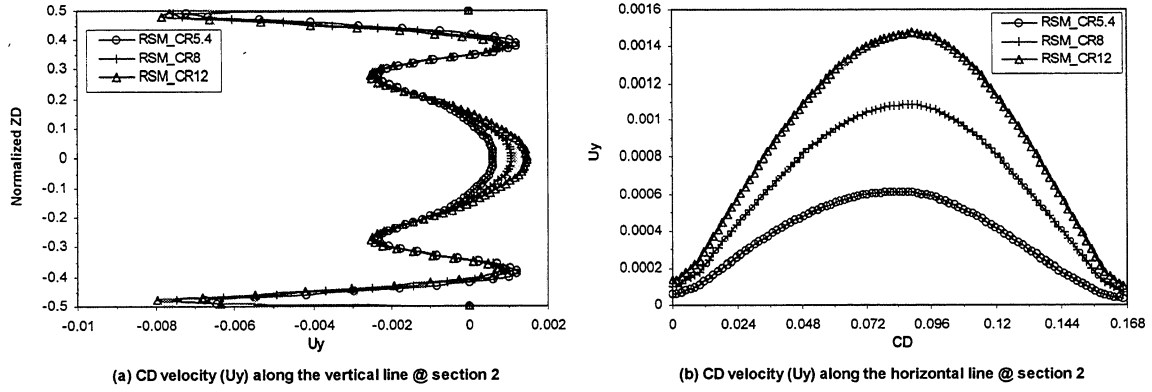 0.5
0.4
0.3
0.2
0.1
0
-0.1
-0.2
-0.3
-0.4
-0.5
Normalized ZD
RSM_CR5.4
RSM_CR8
RSM_CR12
-0.01 -0.008 -0.006 -0.004 -0.002 0 0.002
Uy
(a) CD velocity (Uy) along the vertical line @ section 2
0.0016
0.0014
0.0012
0.001
0.0008
0.0006
0.0004
0.0002
0
Uy
RSM_CR5.4
RSM_CR8
RSM_CR12
0 0.024 0.048 0.072 0.096 0.12 0.144 0.168
CD
(b) CD velocity (Uy) along the horizontal line @ section 2